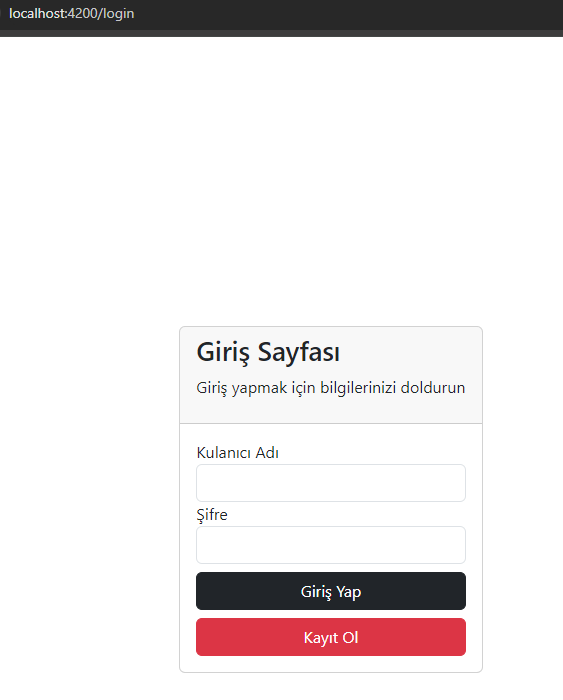 localhost:4200/login
Giriş Sayfası
Giriş yapmak için bilgilerinizi doldurun
Kulanıcı Adı
Şifre
Giriş Yap
Kayıt Ol